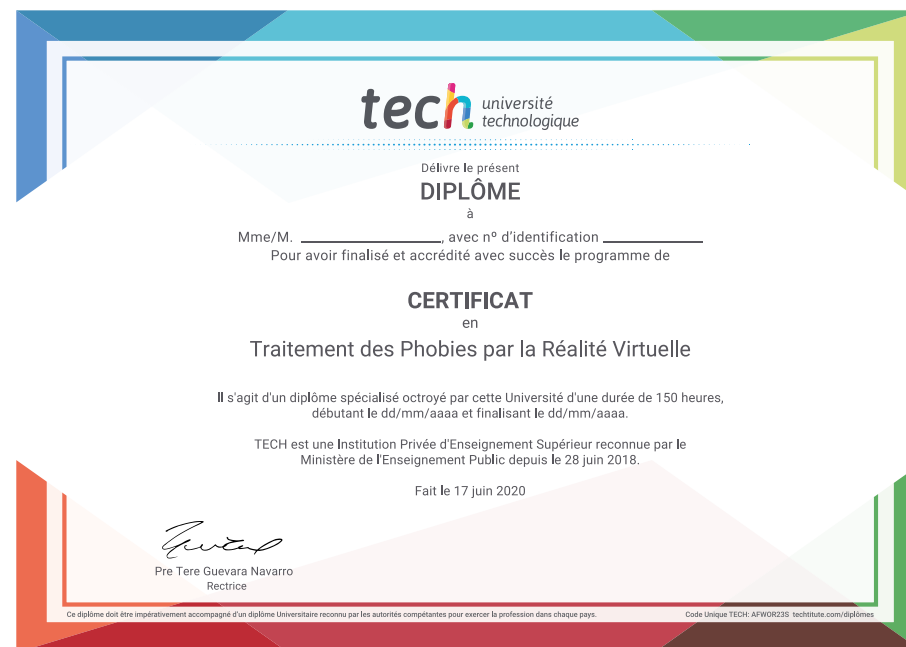 tech université
technologique
Délivre le présent
DIPLÔME
à
Mme/M. ____________________, avec nº d'identification ______________
Pour avoir finalisé et accrédité avec succès le programme de
CERTIFICAT
en
Traitement des Phobies par la Réalité Virtuelle
Il s'agit d'un diplôme spécialisé octroyé par cette Université d'une durée de 150 heures,
débutant le dd/mm/aaaa et finalisant le dd/mm/aaaa.
TECH est une Institution Privée d'Enseignement Supérieur reconnue par le
Ministère de l'Enseignement Public depuis le 28 juin 2018.
Fait le 17 juin 2020
Pre Tere Guevara Navarro
Rectrice
Ce diplôme doit être impérativement accompagné d'un diplôme Universitaire reconnu par les autorités compétantes pour exercer la profession dans chaque pays.
Code Unique TECH: AFWOR23S techtitute.com/diplômes